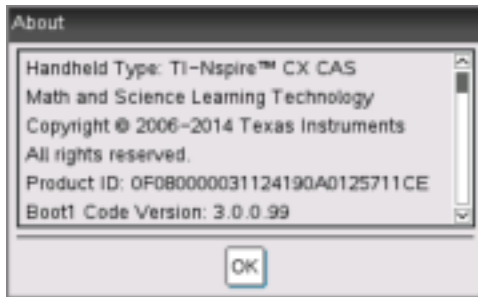 About
Handheld Type: TI-Nspire™ CX CAS
Math and Science Learning Technology
Copyright © 2006-2014 Texas Instruments
All rights reserved.
Product ID: 0F0B0000031124190A0125711CE
Boot1 Code Version: 3.0.0.99
OK